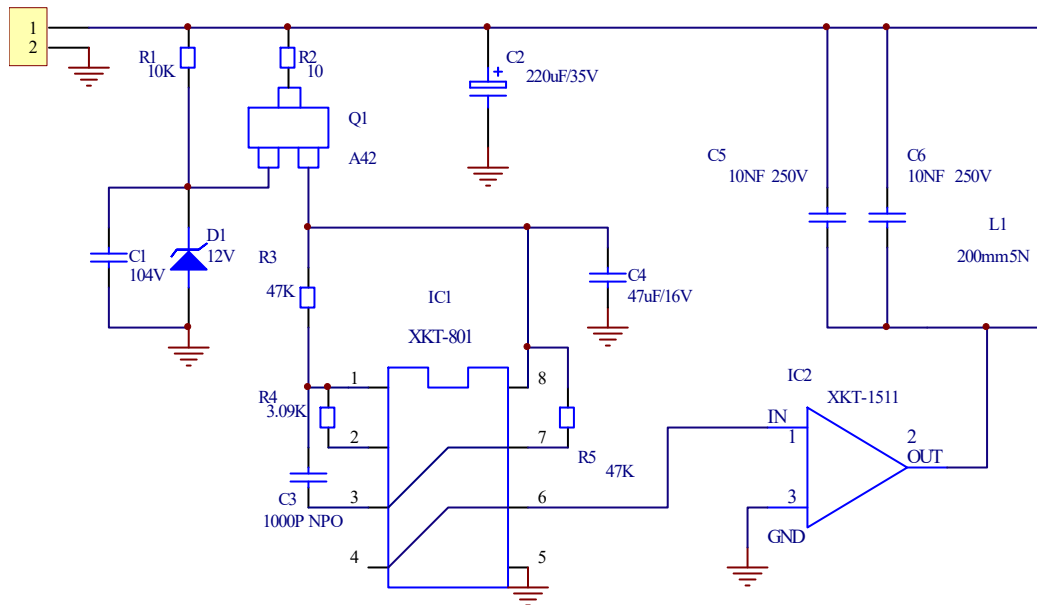 1
2
R1
10K
R2
10
C2
220uF/35V
Q1
A42
C5
10NF 250V
C6
10NF 250V
L1
200mm5N
C1
104V
D1
12V
R3
47K
C4
47uF/16V
IC1
XKT-801
R4
3.09K
1
2
3
4
8
7
6
5
R5
47K
C3
1000P NPO
IC2
XKT-1511
IN
1
2
OUT
3
GND